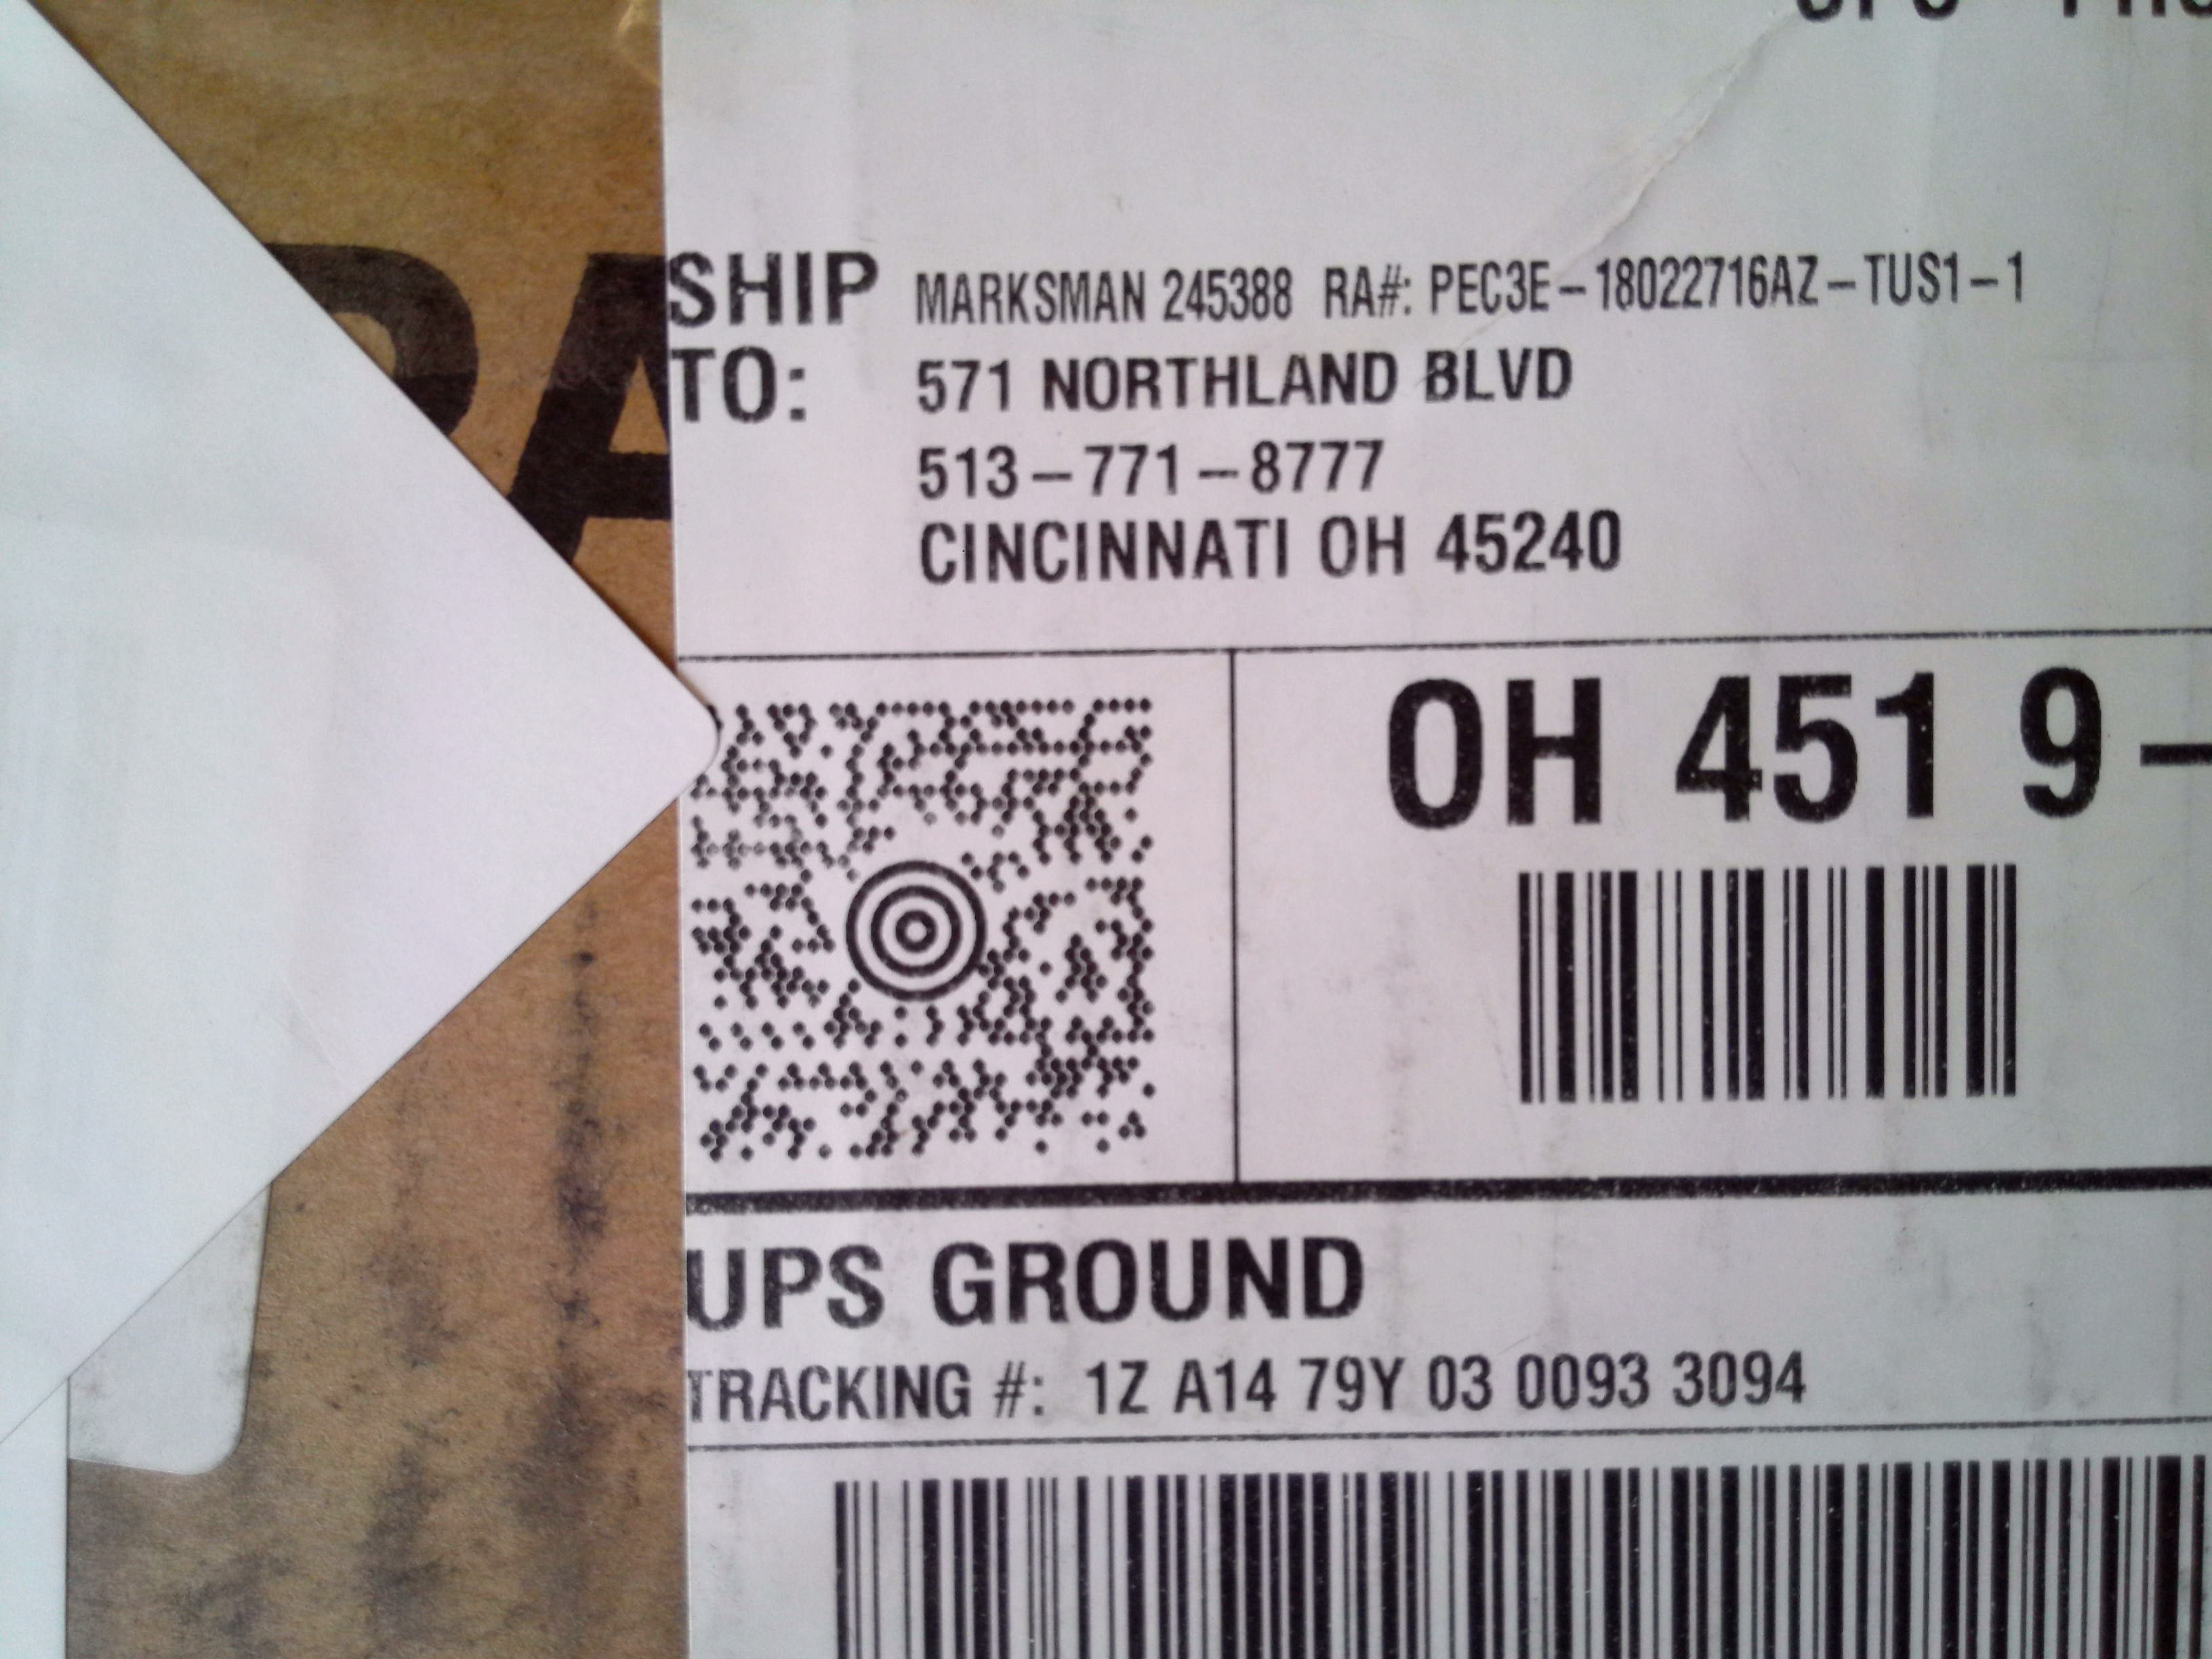 SHIP MARKSMAN 245388 RA#: PEC3E-18022716AZ-TUS1-1
TO: 571 NORTHLAND BLVD
513-771-8777
CINCINNATI OH 45240
OH 451 9-
UPS GROUND
TRACKING #: 1Z A14 79Y 03 0093 3094